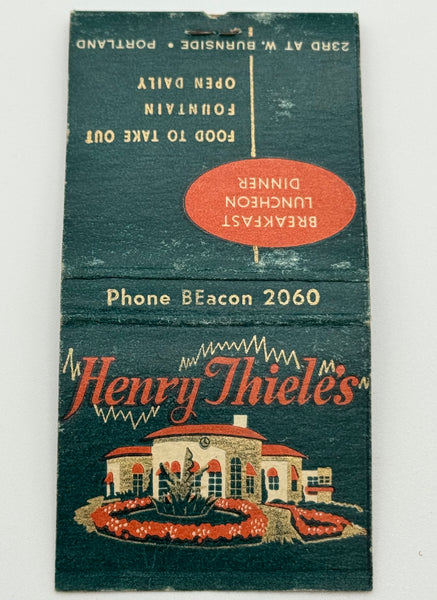 Henry Thiele's
Phone BEacon 2060
BREAKFAST
LUNCHEON
DINNER
FOOD TO TAKE OUT
FOUNTAIN
OPEN DAILY
23RD AT W. BURNSIDE • PORTLAND